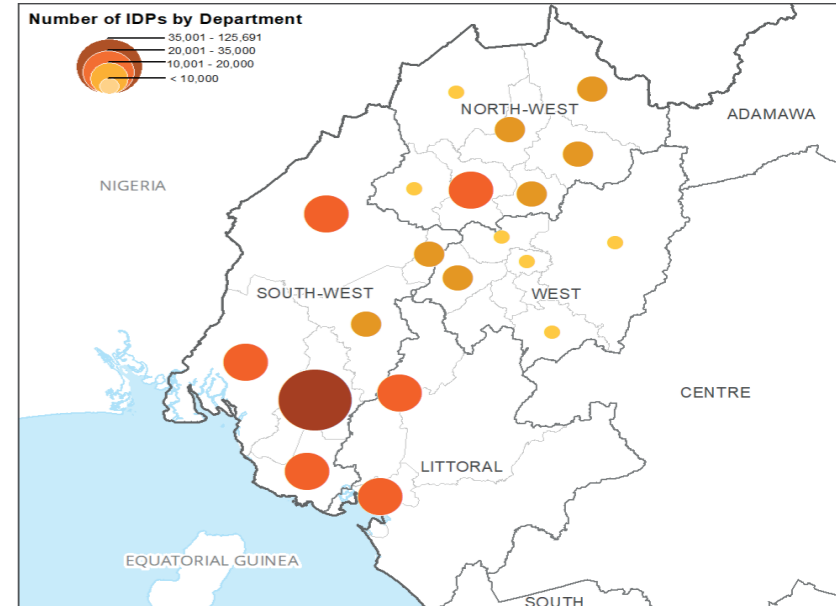 Number of IDPs by Department
35,001 - 125,691
20,001 - 35,000
10,001 - 20,000
< 10,000
NORTH-WEST
ADAMAWA
NIGERIA
SOUTH-WEST
WEST
CENTRE
LITTORAL
EQUATORIAL GUINEA
SOUTH